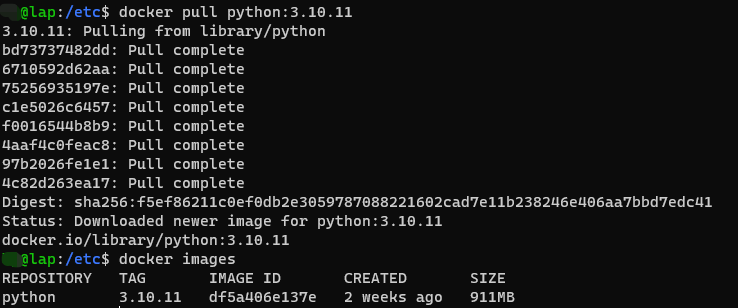 @lap:/etc$ docker pull python:3.10.11
3.10.11: Pulling from library/python
bd73737482dd: Pull complete
6710592d62aa: Pull complete
75256935197e: Pull complete
c1e5026c6457: Pull complete
f0016544b8b9: Pull complete
4aaf4c0feac8: Pull complete
97b2026fe1e1: Pull complete
4c82d263ea17: Pull complete
Digest: sha256:f5ef86211c0ef0db2e3059787088221602cad7e11b238246e406aa7bbd7edc41
Status: Downloaded newer image for python:3.10.11
docker.io/library/python:3.10.11
@lap:/etc$ docker images
REPOSITORY TAG IMAGE ID CREATED SIZE
python 3.10.11 df5a406e137e 2 weeks ago 911MB